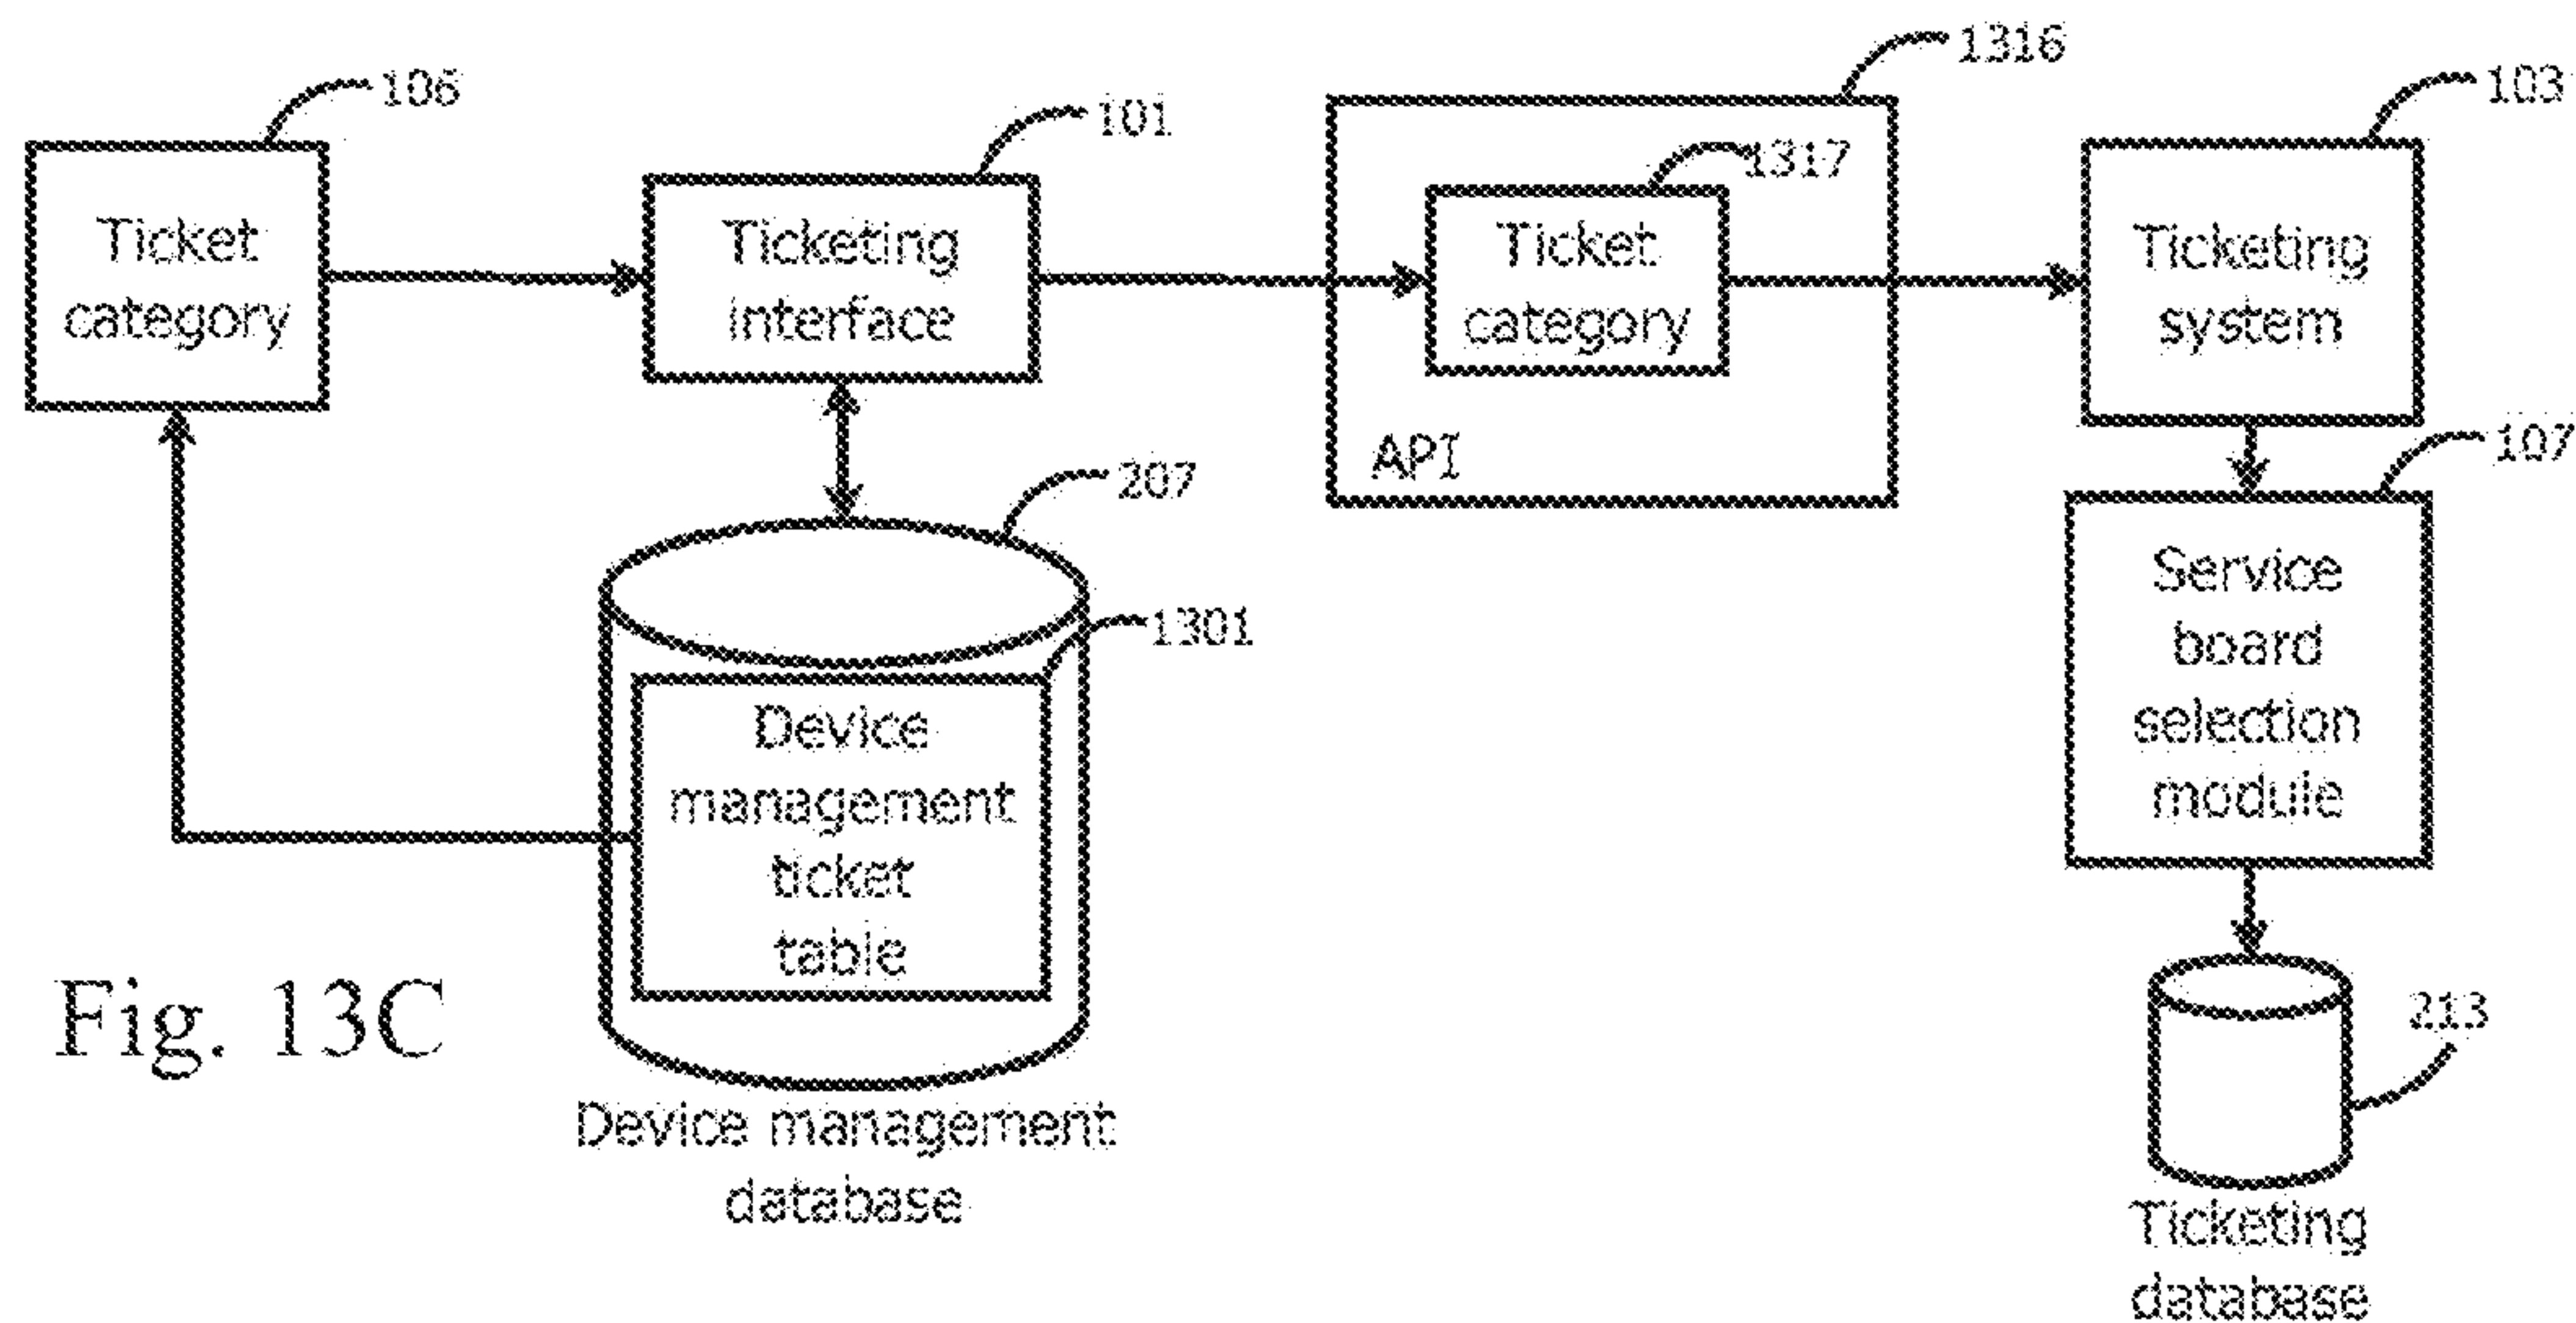 1316
106
101
103
1317
Ticket
category
Ticketing
interface
Ticket
category
Ticketing
system
API
107
207
Service
board
selection
module
1301
Device
management
ticket
table
Fig. 13C
213
Device management
database
Ticketing
database